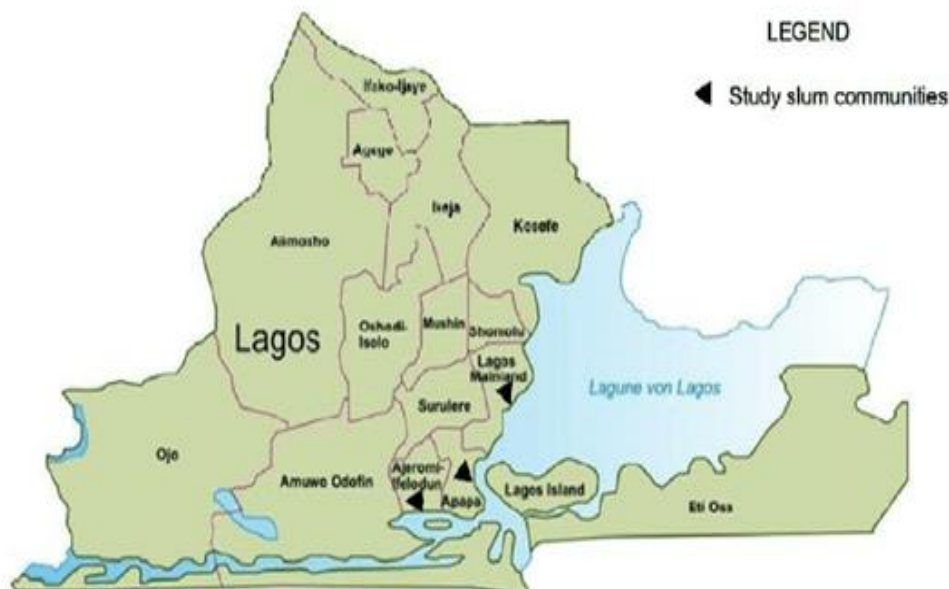 LEGEND
Study slum communities
Ifako-Ijaye
Agege
Ikeja
Kosofe
Alimosho
Lagos
Oshodi-
Isolo
Mushin
Shomolu
Lagos
Mainland
Lagune von Lagos
Surulere
Ojo
Amuwo Odofin
Ajeromi-
Ifelodun
Apapa
Lagos Island
Eti Osa